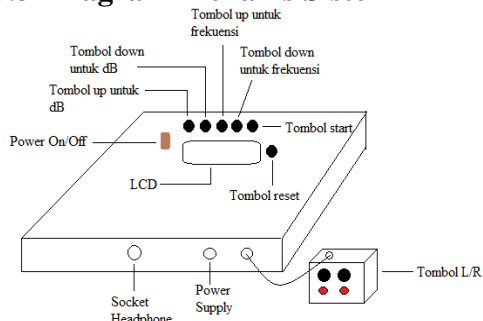 Tombol up untuk
frekuensi
Tombol down
untuk dB
Tombol down
untuk frekuensi
Tombol up untuk
dB
Power On/Off
Tombol start
LCD
Tombol reset
Tombol L/R
Socket
Headphone
Power
Supply